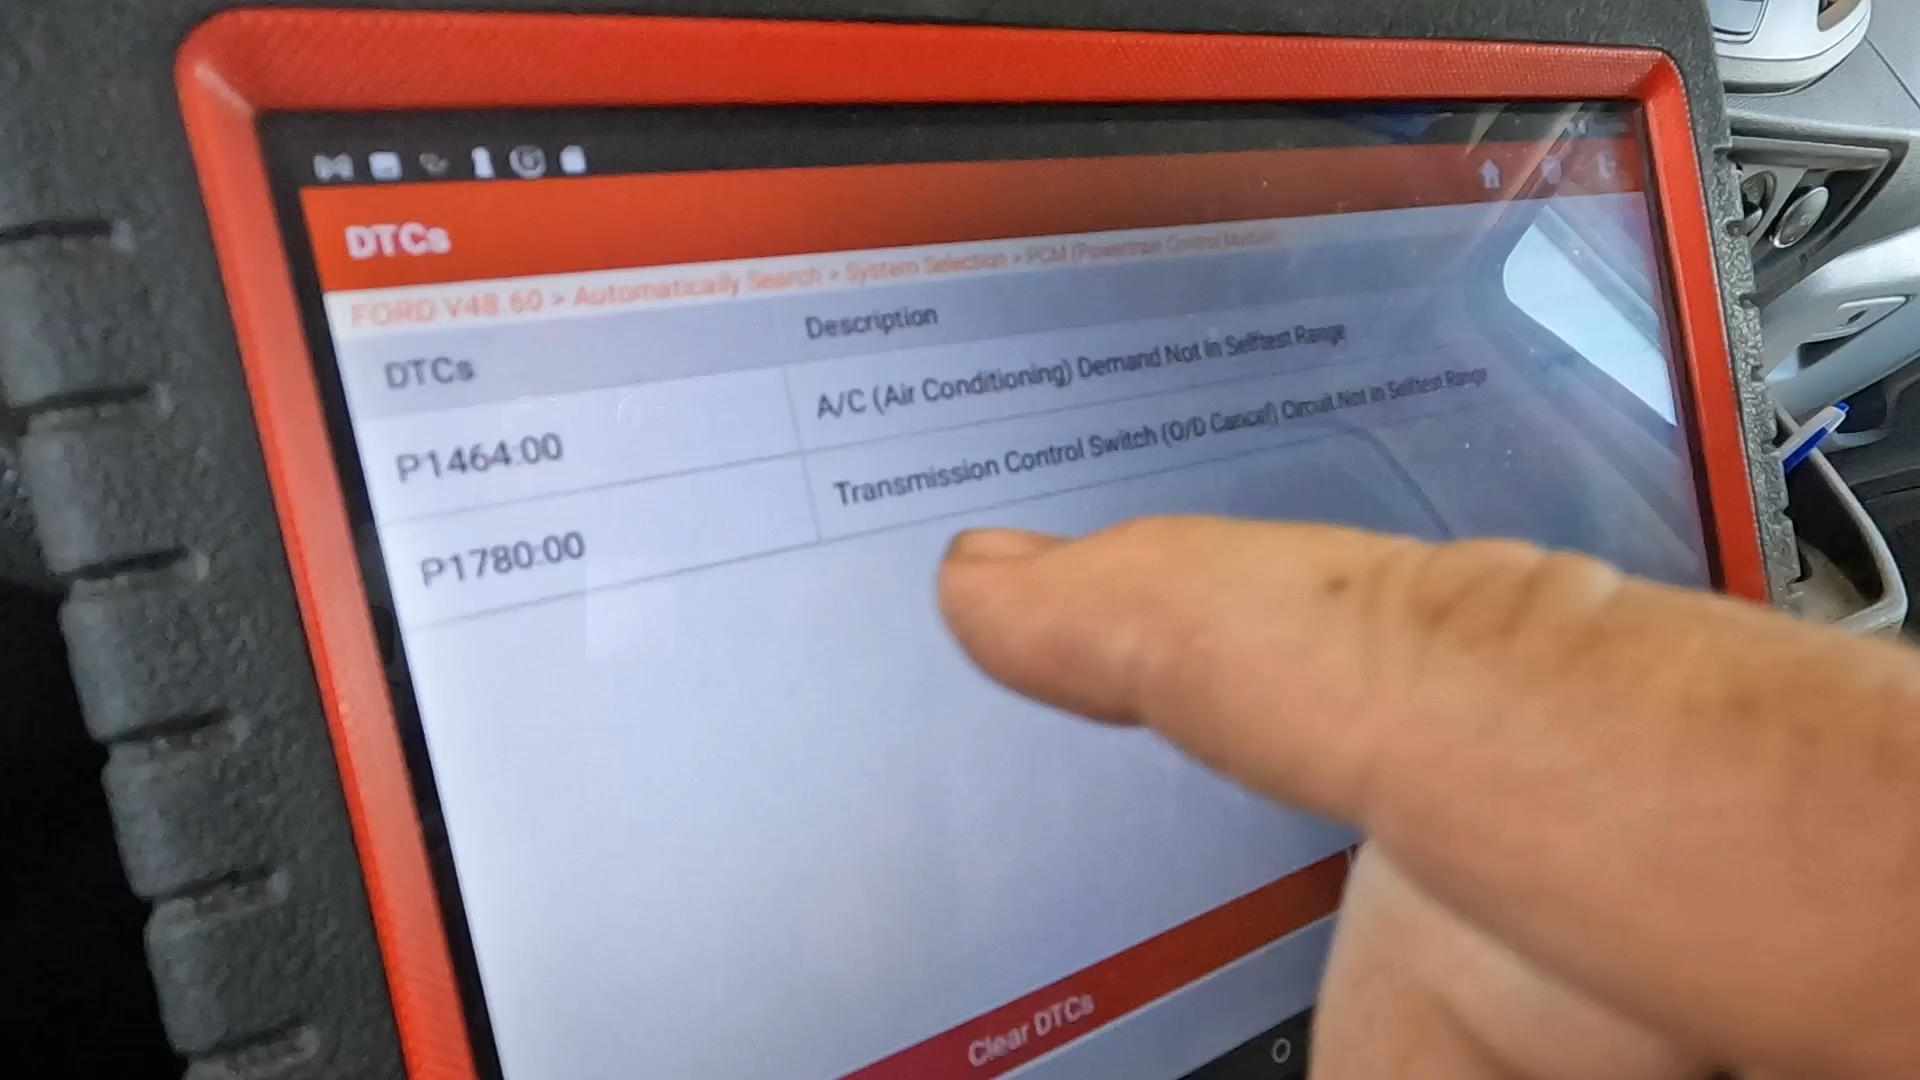 DTCs
FORD V48.60 > Automatically Search > System Selection > PCM (Powertrain Control Module)
DTCs Description
P1464:00 A/C (Air Conditioning) Demand Not In Selftest Range
P1780:00 Transmission Control Switch (O/D Cancel) Circuit Not In Selftest Range
Clear DTCs